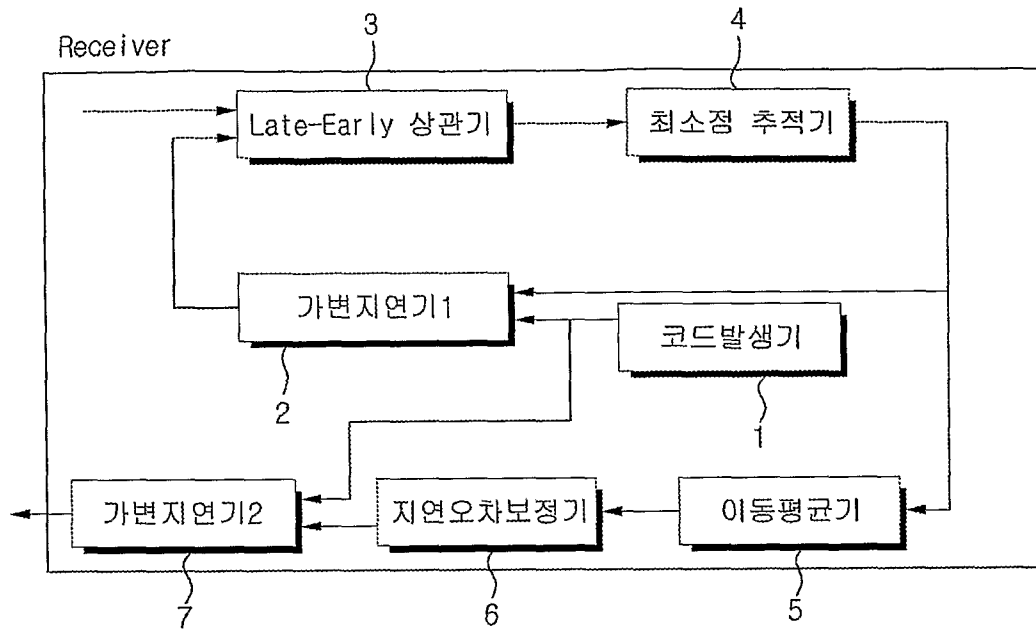 Receiver
3
4
Late-Early 상관기
최소점 추적기
가변지연기1
코드발생기
2
1
가변지연기2
지연오차보정기
이동평균기
7
6
5